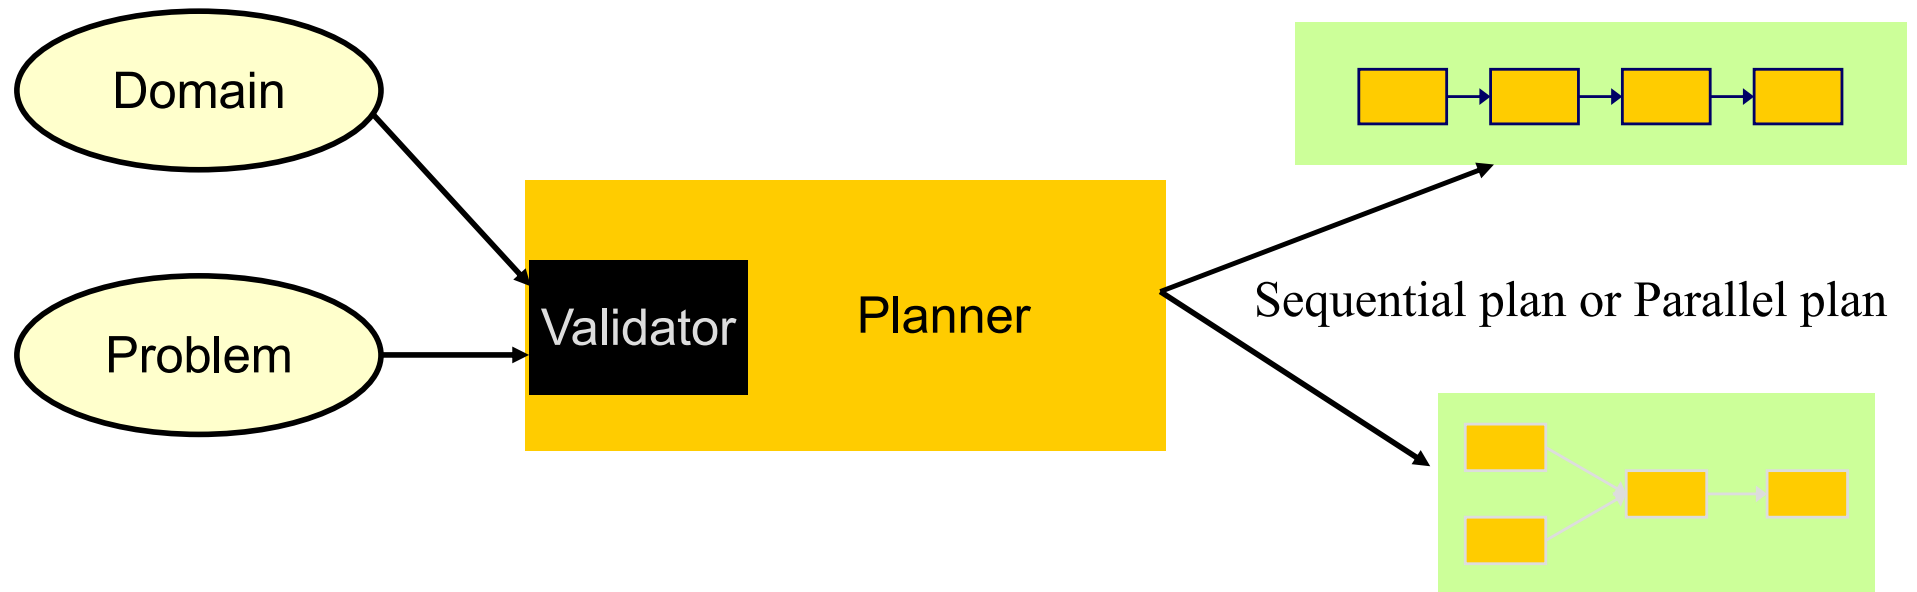 Domain
Problem
Validator
Planner
Sequential plan or Parallel plan